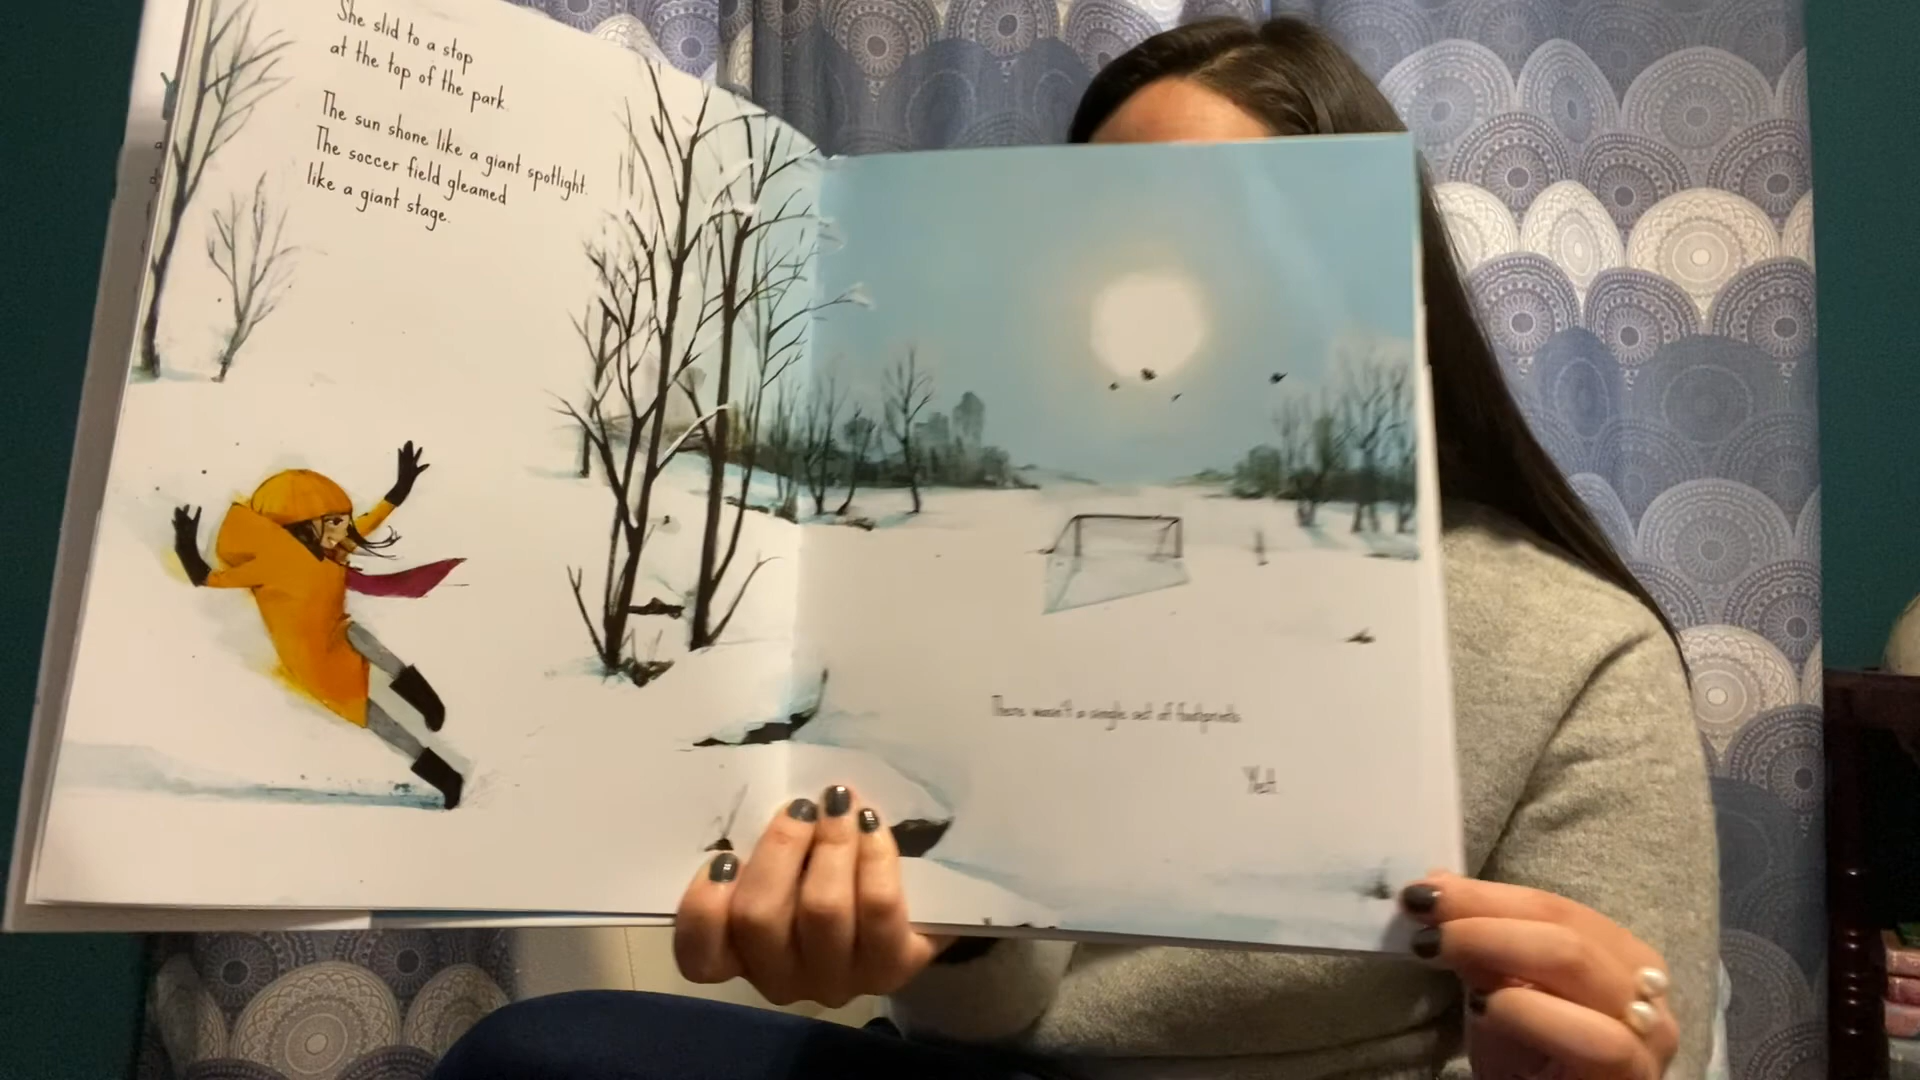 She slid to a stop
at the top of the park.
The sun shone like a giant spotlight.
The soccer field gleamed
like a giant stage.
There wasn't a single set of footprints.
Yet.